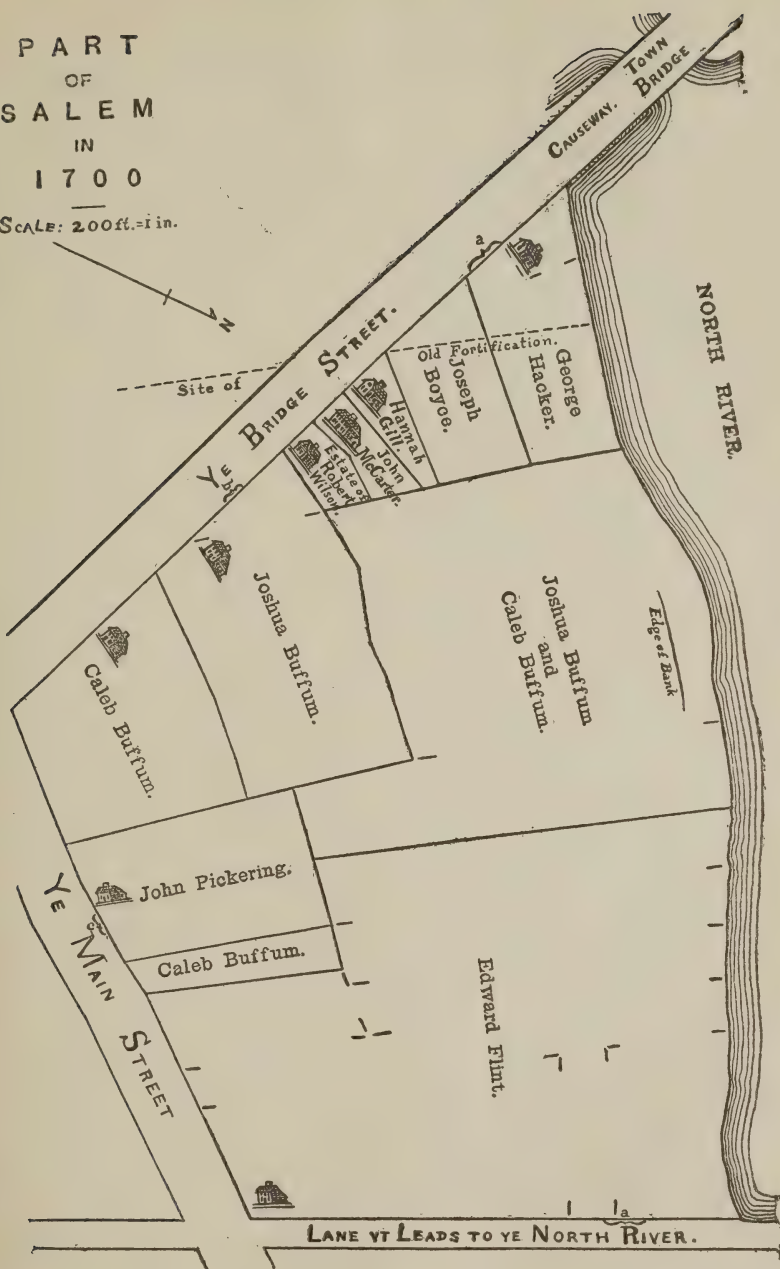 PART
OF
SALEM
IN
1700
SCALE: 200 ft.=1 in.
N
TOWN
BRIDGE
CAUSEWAY.
a
NORTH RIVER.
Site of
Old Fortification.
YE BRIDGE STREET.
b
George
Hacker.
Joseph
Boyce.
Hannah
Gill.
John
McCarter.
Estate of
Robert
Wilson.
Joshua Buffum.
Caleb Buffum.
Joshua Buffum
and
Caleb Buffum.
Edge of Bank
John Pickering.
Caleb Buffum.
YE MAIN STREET
c
Edward Flint.
a
LANE YT LEADS TO YE NORTH RIVER.